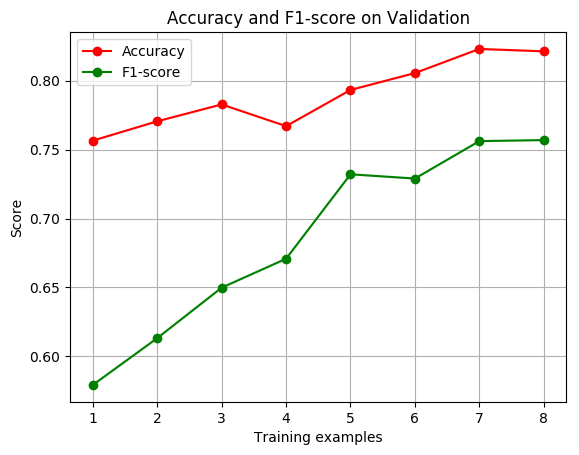 Accuracy and F1-score on Validation
Accuracy
F1-score
0.80
0.75
0.70
0.65
0.60
Score
1 2 3 4 5 6 7 8
Training examples